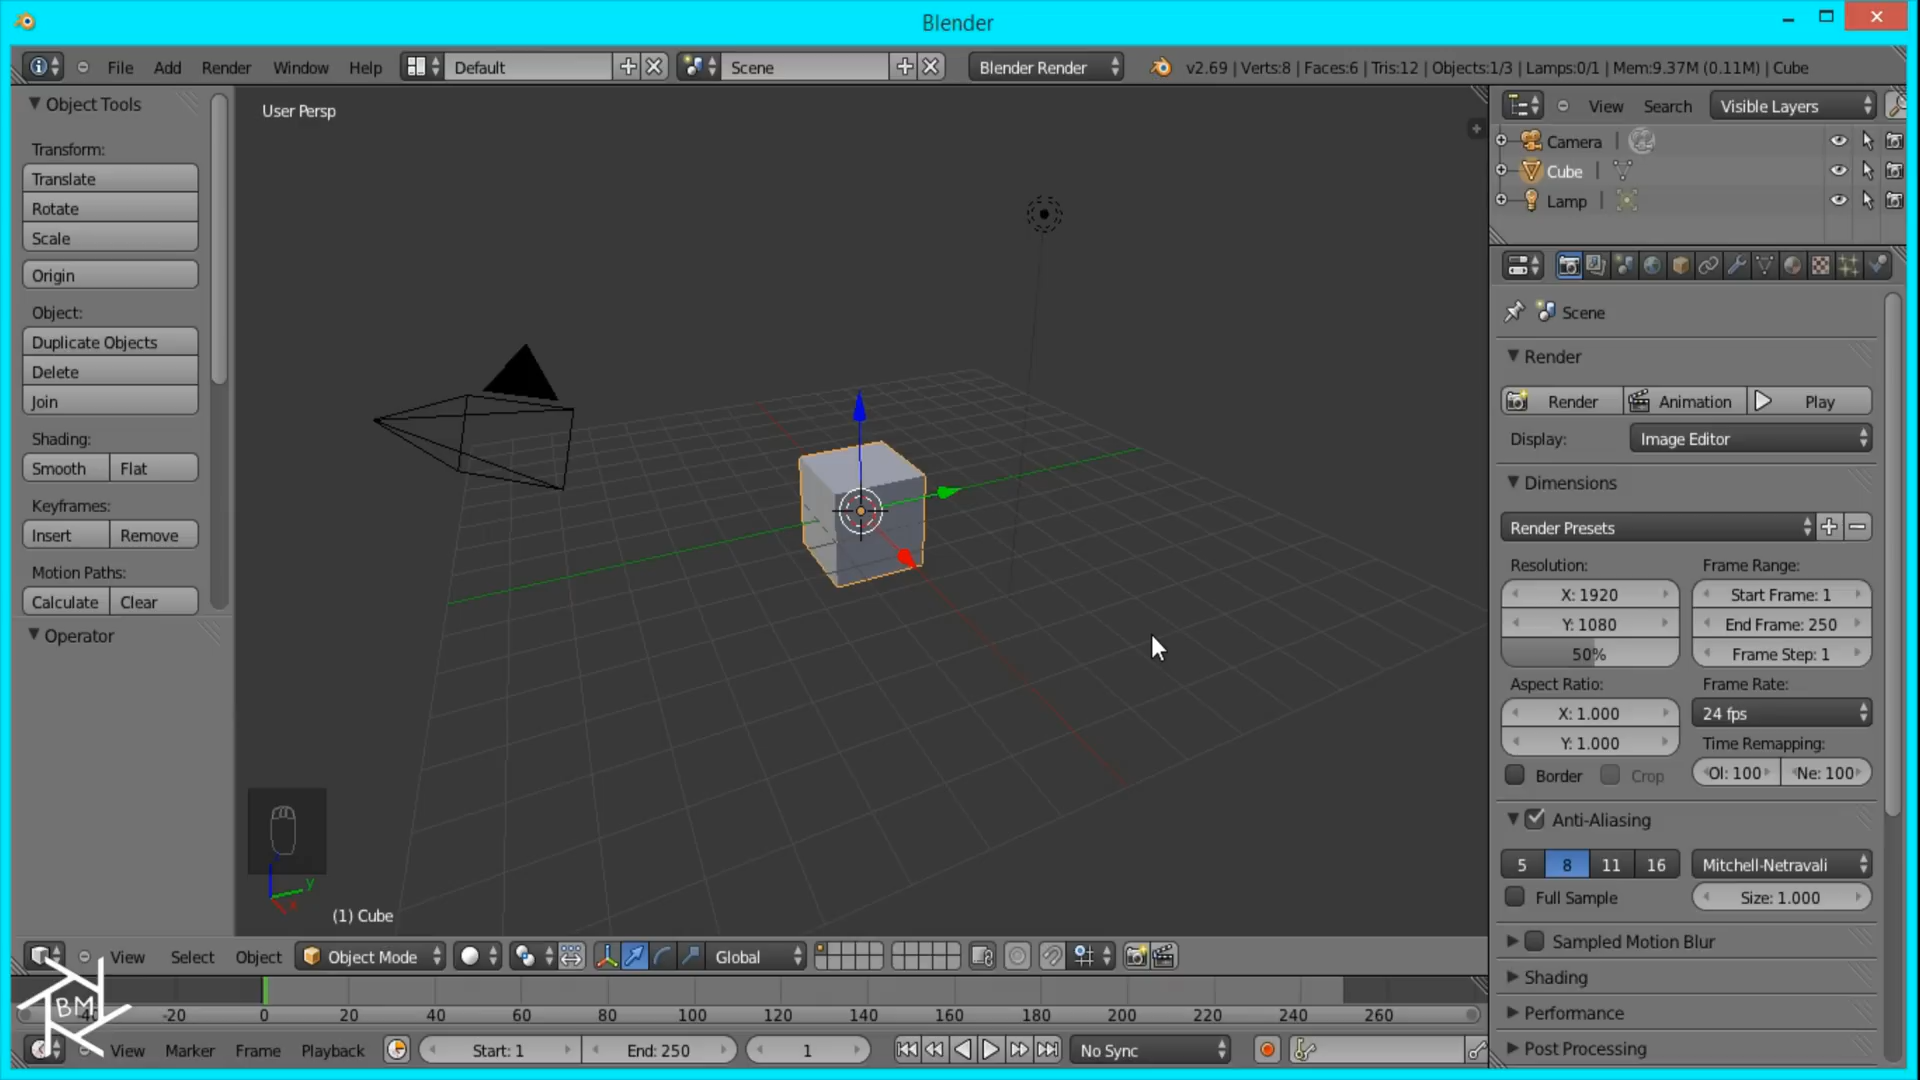 Blender
File Add Render Window Help Default Scene Blender Render v2.69 | Verts:8 | Faces:6 | Tris:12 | Objects:1/3 | Lamps:0/1 | Mem:9.37M (0.11M) | Cube
Object Tools
Transform:
Translate
Rotate
Scale
Origin
Object:
Duplicate Objects
Delete
Join
Shading:
Smooth Flat
Keyframes:
Insert Remove
Motion Paths:
Calculate Clear
Operator
User Persp
y
x
(1) Cube
View Search Visible Layers
Camera
Cube
Lamp
Scene
Render
Render Animation Play
Display: Image Editor
Dimensions
Render Presets
Resolution: Frame Range:
X: 1920 Start Frame: 1
Y: 1080 End Frame: 250
50% Frame Step: 1
Aspect Ratio: Frame Rate:
X: 1.000 24 fps
Y: 1.000 Time Remapping:
Border Crop Ol: 100 Ne: 100
Anti-Aliasing
5 8 11 16 Mitchell-Netravali
Full Sample Size: 1.000
Sampled Motion Blur
Shading
Performance
Post Processing
View Select Object Object Mode Global
BM
-40 -20 0 20 40 60 80 100 120 140 160 180 200 220 240 260
View Marker Frame Playback Start: 1 End: 250 1 No Sync